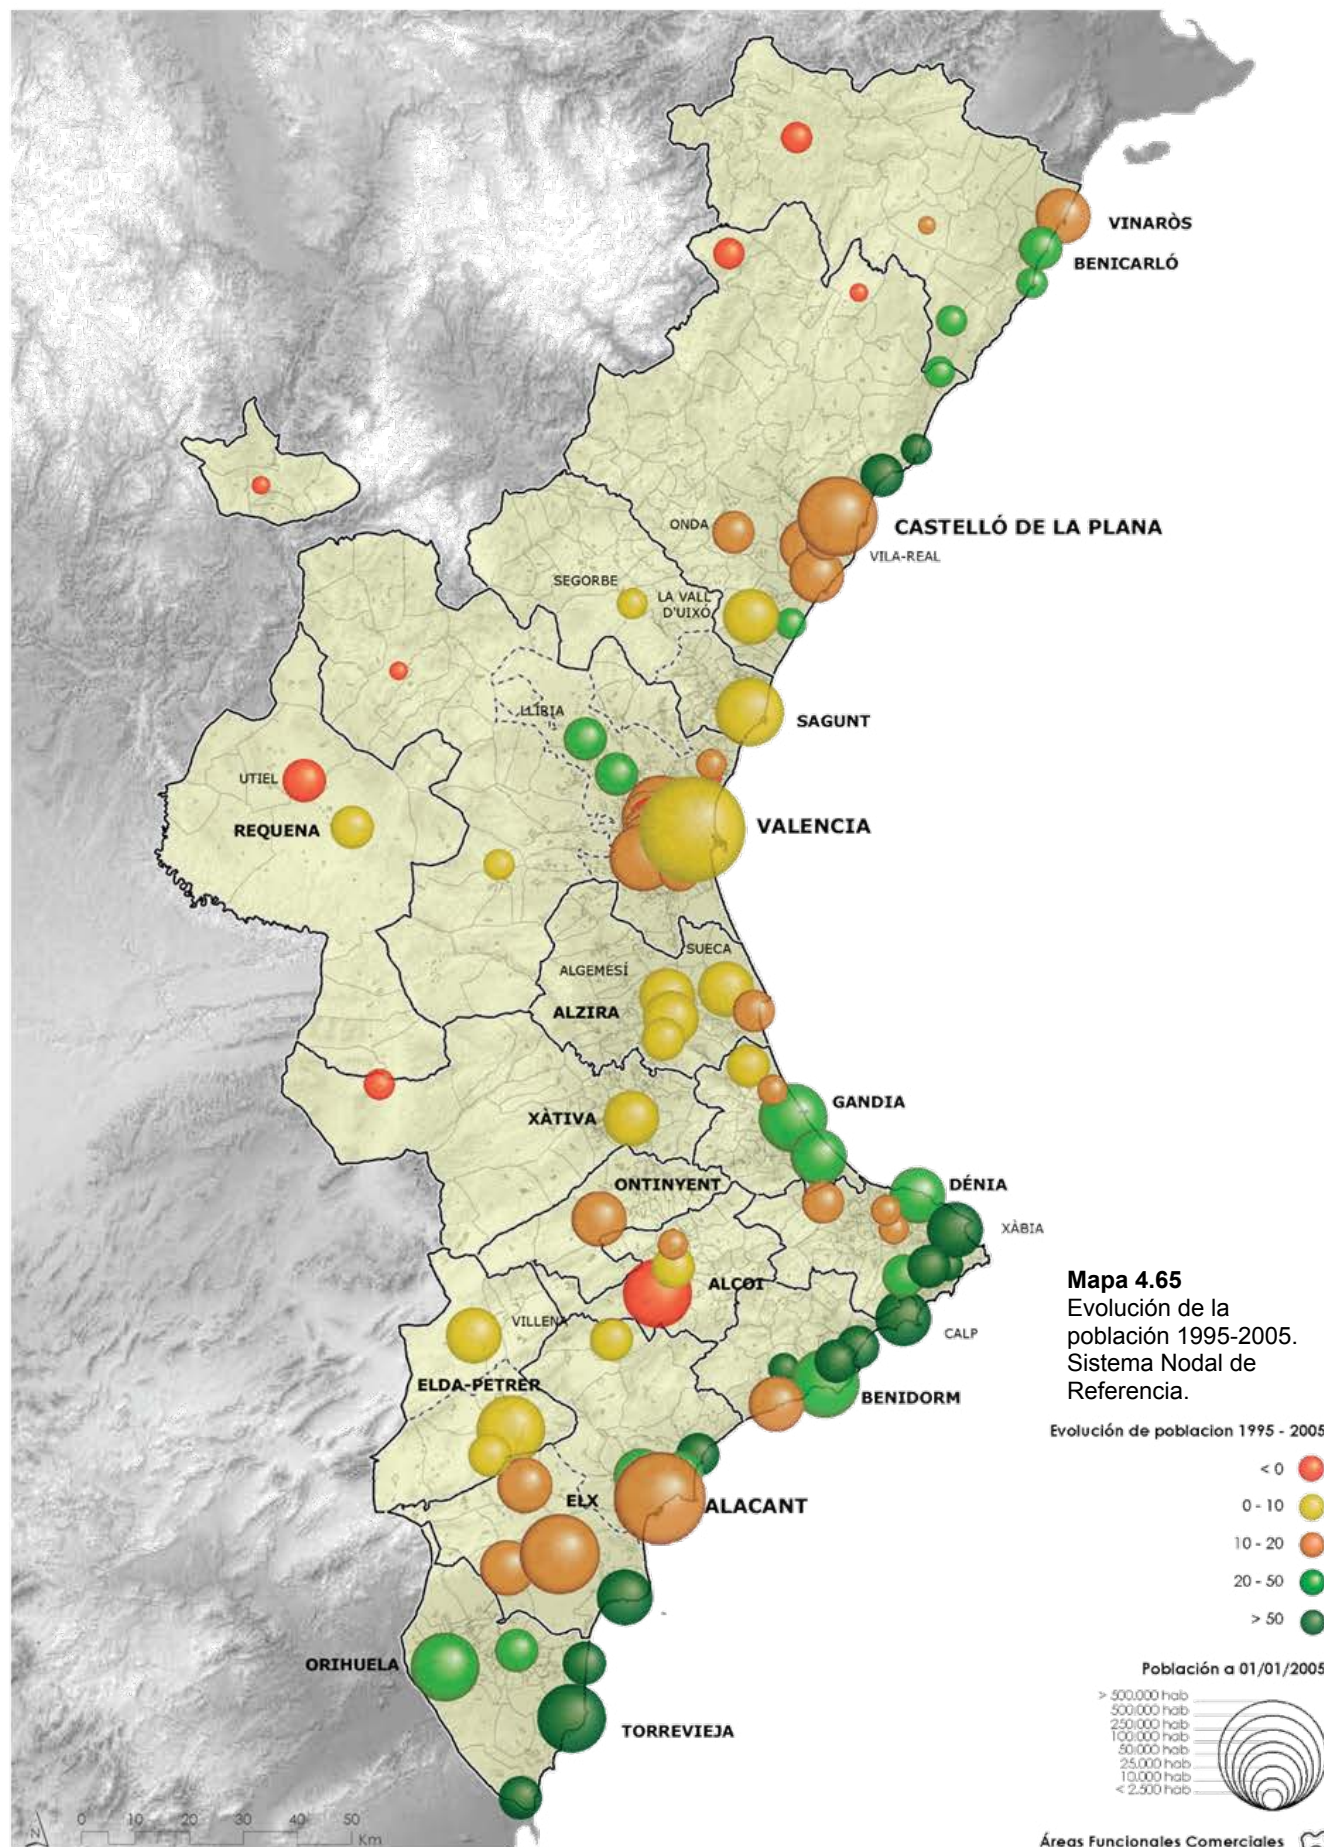 VINARÒS
BENICARLÓ
ONDA
CASTELLÓ DE LA PLANA
VILA-REAL
SEGORBE
LA VALL
D'UIXÓ
LLÍRIA
SAGUNT
UTIEL
REQUENA
VALENCIA
SUECA
ALGEMESÍ
ALZIRA
GANDIA
XÀTIVA
ONTINYENT
DÉNIA
XÀBIA
ALCOI
VILLENA
CALP
ELDA-PETRER
BENIDORM
ELX
ALACANT
ORIHUELA
TORREVIEJA
Mapa 4.65
Evolución de la
población 1995-2005.
Sistema Nodal de
Referencia.
Evolución de poblacion 1995 - 2005
< 0
0 - 10
10 - 20
20 - 50
> 50
Población a 01/01/2005
> 500.000 hab
500.000 hab
250.000 hab
100.000 hab
50.000 hab
25.000 hab
10.000 hab
< 2.500 hab
Áreas Funcionales Comerciales
N
0 10 20 30 40 50
Km